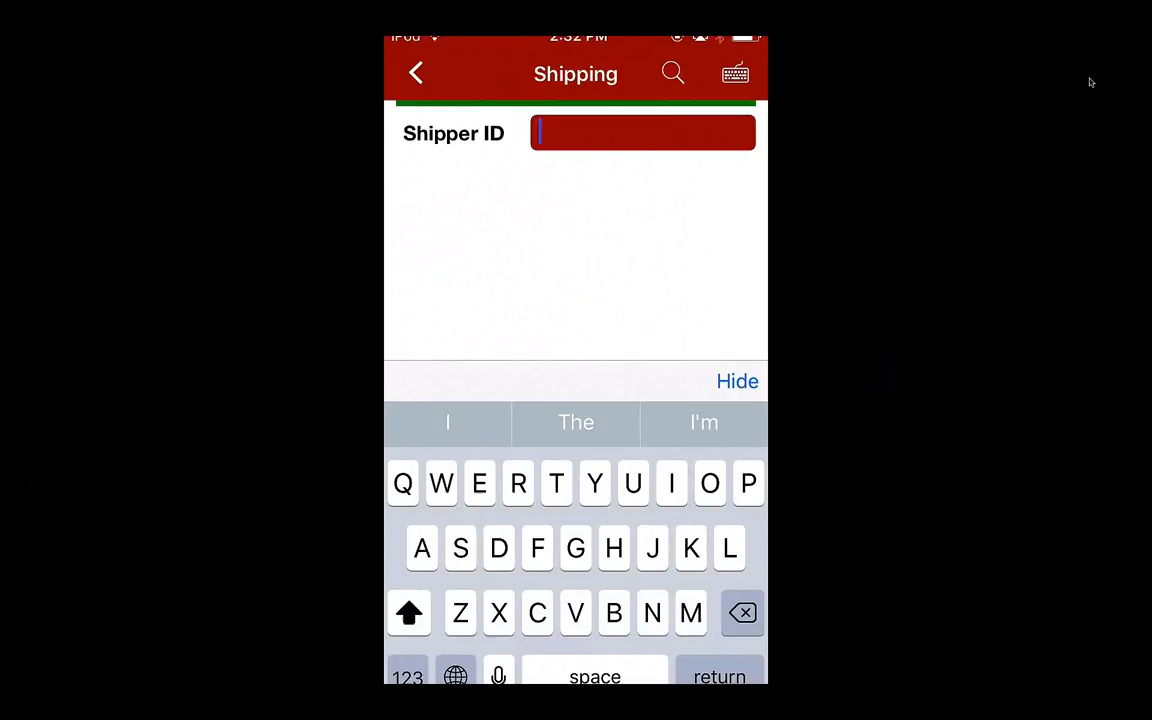 iPod 2:32 PM
Shipping
Shipper ID
Hide
I The I'm
Q W E R T Y U I O P
A S D F G H J K L
Z X C V B N M
123 space return